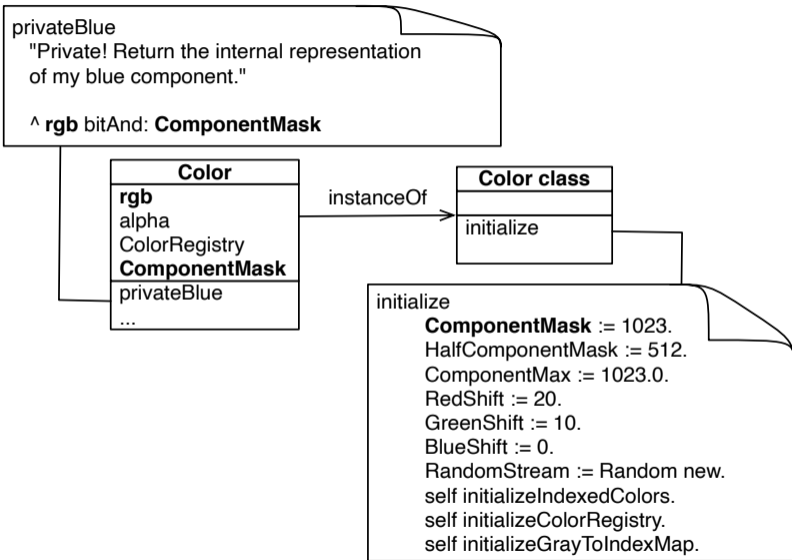 privateBlue
"Private! Return the internal representation
of my blue component."
^ rgb bitAnd: ComponentMask
Color
rgb
alpha
ColorRegistry
ComponentMask
privateBlue
...
instanceOf
Color class
initialize
initialize
ComponentMask := 1023.
HalfComponentMask := 512.
ComponentMax := 1023.0.
RedShift := 20.
GreenShift := 10.
BlueShift := 0.
RandomStream := Random new.
self initializeIndexedColors.
self initializeColorRegistry.
self initializeGrayToIndexMap.